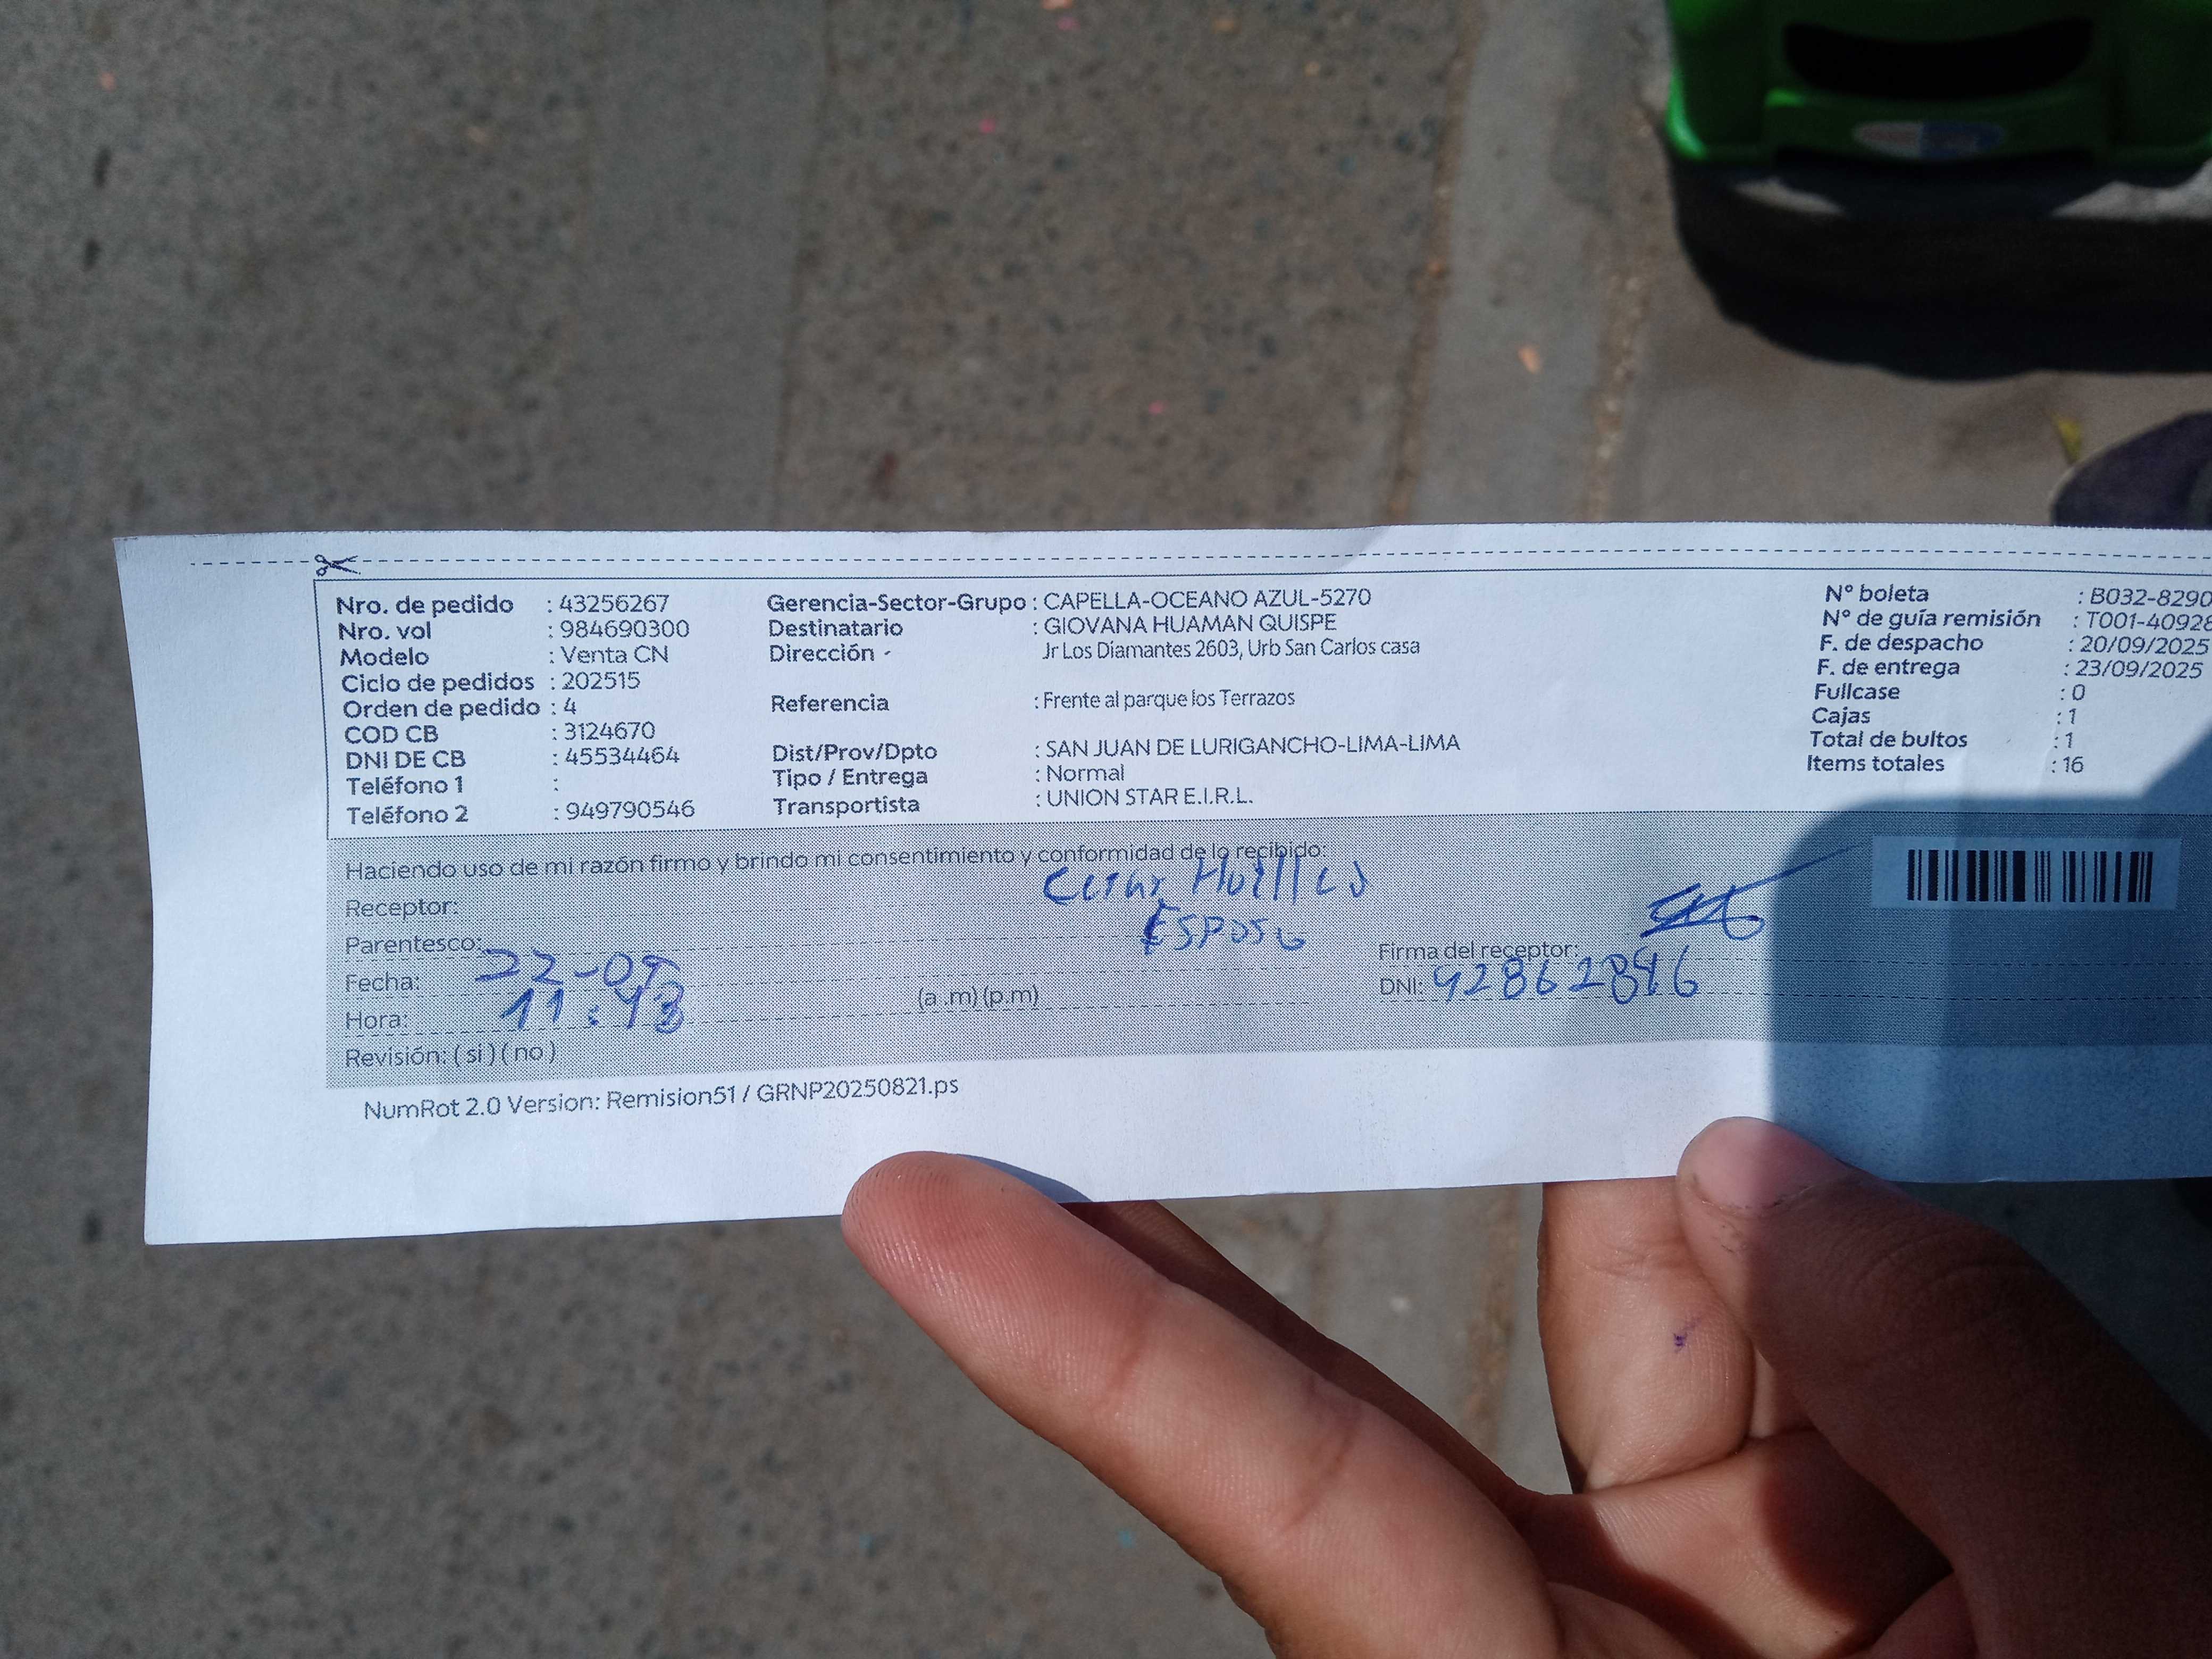 Nro. de pedido : 43256267
Nro. vol : 984690300
Modelo : Venta CN
Ciclo de pedidos : 202515
Orden de pedido : 4
COD CB : 3124670
DNI DE CB : 45534464
Teléfono 1 :
Teléfono 2 : 949790546
Gerencia-Sector-Grupo : CAPELLA-OCEANO AZUL-5270
Destinatario : GIOVANA HUAMAN QUISPE
Dirección - Jr Los Diamantes 2603, Urb San Carlos casa
Referencia : Frente al parque los Terrazos
Dist/Prov/Dpto : SAN JUAN DE LURIGANCHO-LIMA-LIMA
Tipo / Entrega : Normal
Transportista : UNION STAR E.I.R.L.
N° boleta : B032-8290
N° de guía remisión : T001-40928
F. de despacho : 20/09/2025
F. de entrega : 23/09/2025
Fullcase : 0
Cajas : 1
Total de bultos : 1
Items totales : 16
Haciendo uso de mi razón firmo y brindo mi consentimiento y conformidad de lo recibido:
Receptor:
Parentesco: Esposo
Fecha: 22-09
Hora: 11:43 (a .m) (p.m)
Revisión: ( si ) ( no )
Firma del receptor:
DNI: 42862846
NumRot 2.0 Version: Remision51 / GRNP20250821.ps